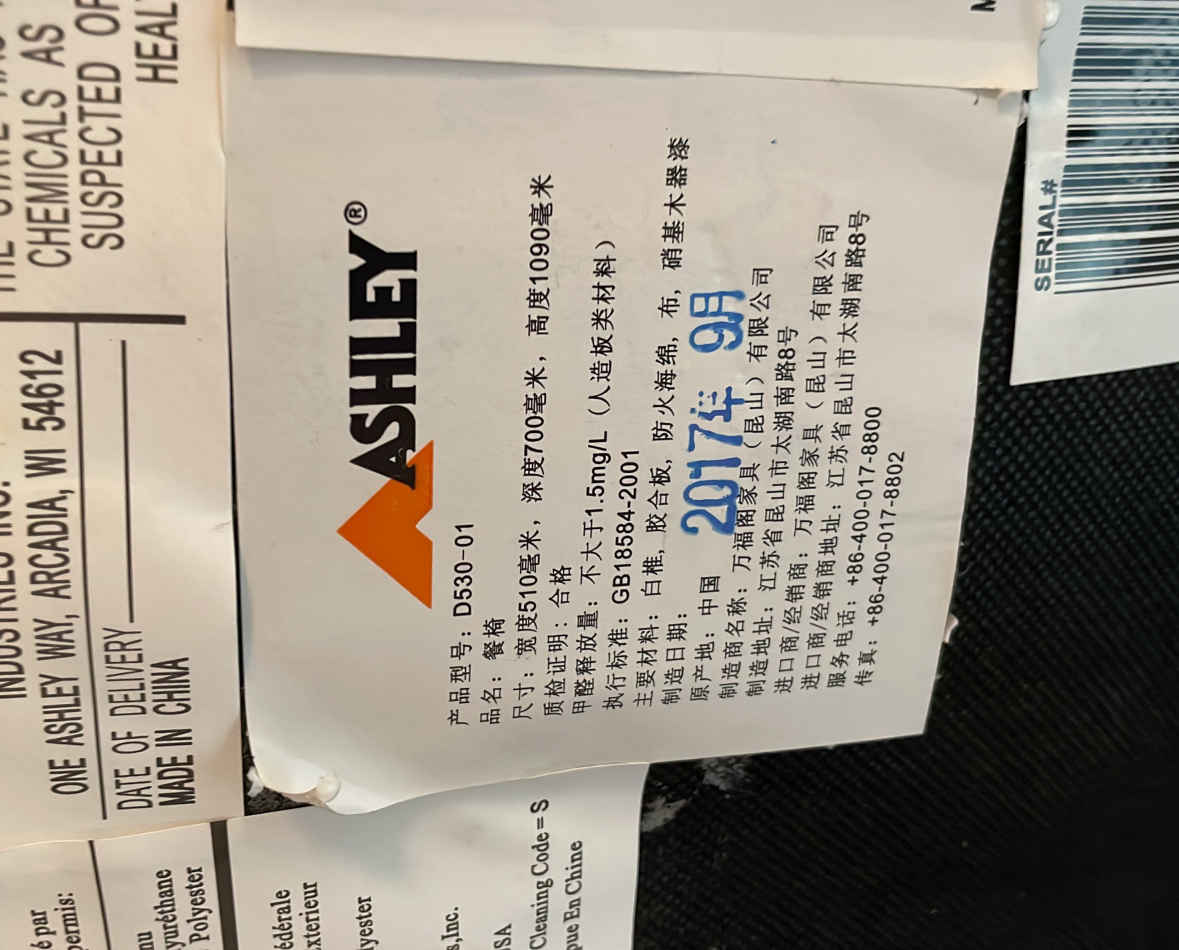 CHEMICALS AS
SUSPECTED OF
INDUSTRIES INC.
ONE ASHLEY WAY, ARCADIA, WI 54612
DATE OF DELIVERY
MADE IN CHINA
ASHLEY®
产品型号：D530-01
品名：餐椅
尺寸：宽度510毫米，深度700毫米，高度1090毫米
质检证明：合格
甲醛释放量：不大于1.5mg/L（人造板类材料）
执行标准：GB18584-2001
主要材料：白椎，胶合板，防火海绵，布，硝基木器漆
制造日期：2017年 9月
原产地：中国
制造商名称：万福阁家具（昆山）有限公司
制造地址：江苏省昆山市太湖南路8号
进口商/经销商：万福阁家具（昆山）有限公司
进口商/经销商地址：江苏省昆山市太湖南路8号
服务电话：+86-400-017-8800
传真：+86-400-017-8802
SERIAL#
Polyester
Cleaning Code=S
En Chine